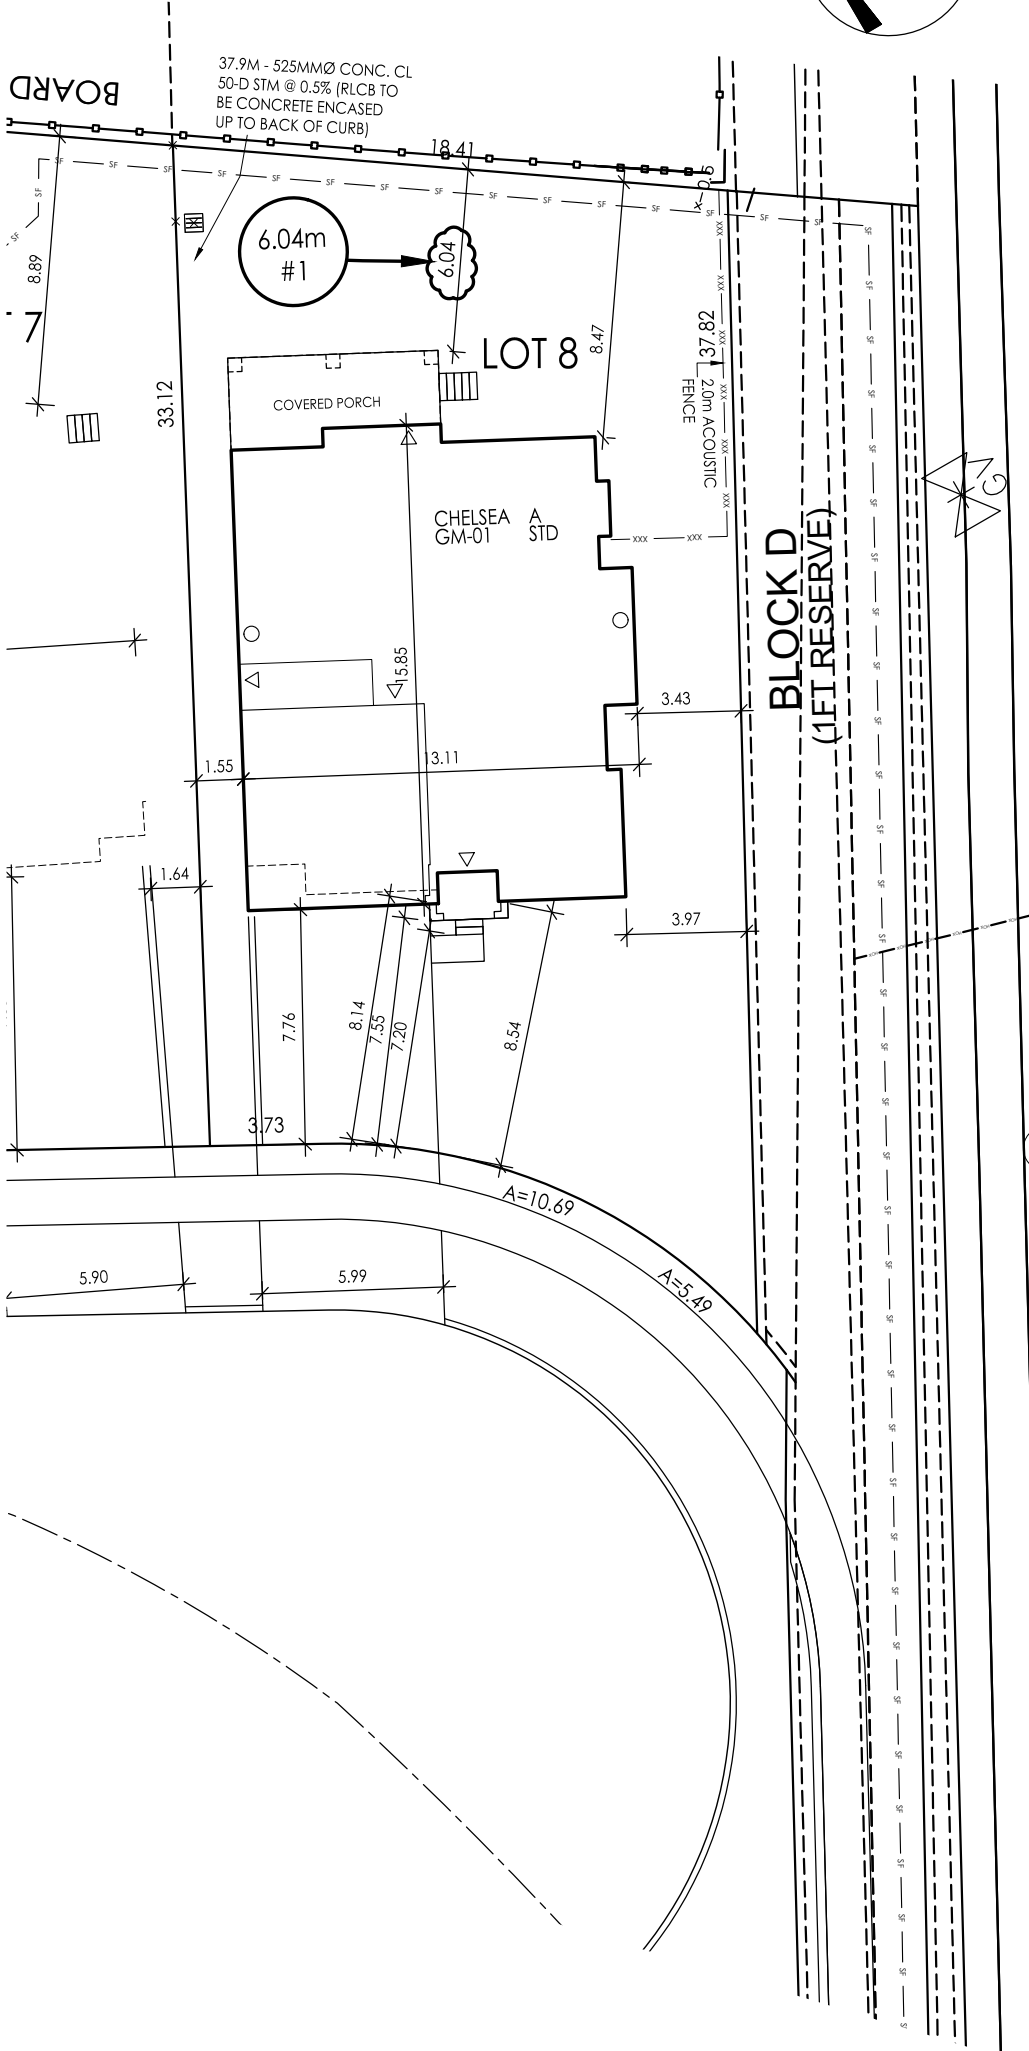 BOARD
37.9M - 525MMØ CONC. CL
50-D STM @ 0.5% (RLCB TO
BE CONCRETE ENCASED
UP TO BACK OF CURB)
18.41
6.04m
#1
6.04
8.89
7
LOT 8
8.47
37.82
2.0m ACOUSTIC
FENCE
33.12
COVERED PORCH
CHELSEA A
GM-01 STD
BLOCK D
(1FT RESERVE)
15.85
3.43
1.55
13.11
1.64
3.97
7.76
8.14
7.55
7.20
8.54
3.73
A=10.69
A=5.49
5.90
5.99